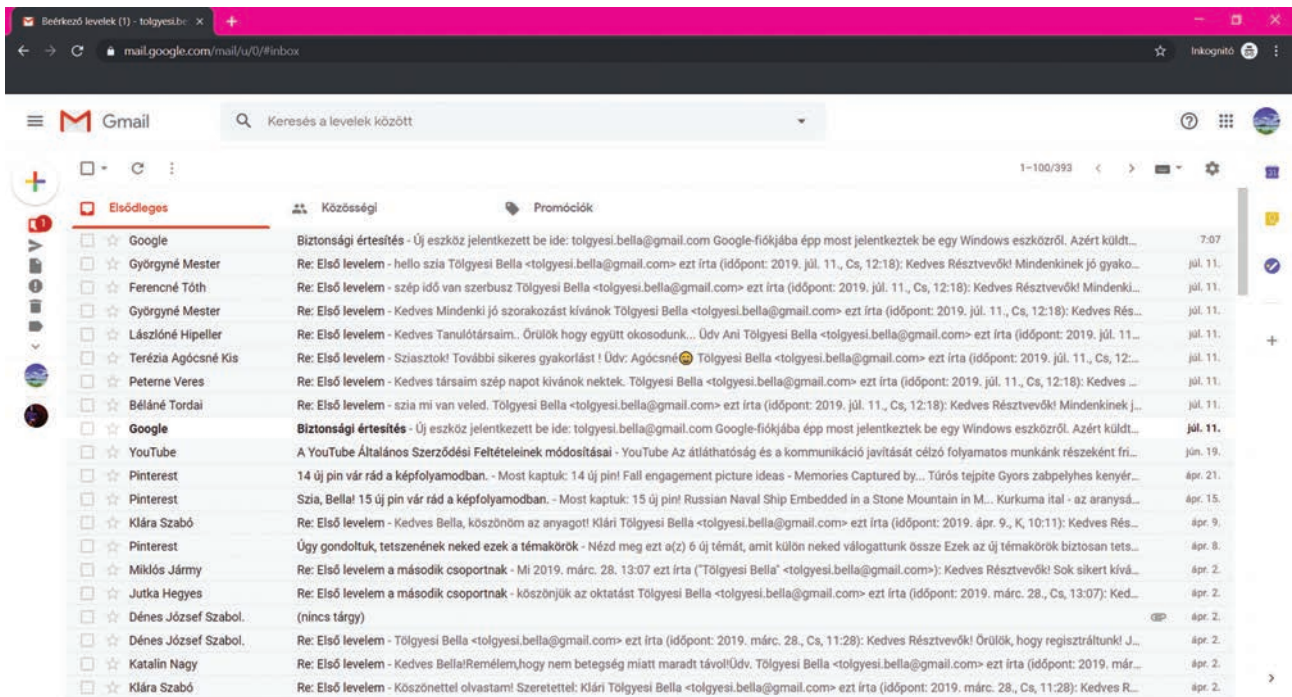 Beérkező levelek (1) - tolgyesi.be
mail.google.com/mail/u/0/#inbox
Inkognitó
Gmail
Keresés a levelek között
1–100/393
Elsődleges
Közösségi
Promóciók
1
Google Biztonsági értesítés - Új eszköz jelentkezett be ide: tolgyesi.bella@gmail.com Google-fiókjába épp most jelentkeztek be egy Windows eszközről. Azért küldt... 7:07
Györgyné Mester Re: Első levelem - hello szia Tölgyesi Bella <tolgyesi.bella@gmail.com> ezt írta (időpont: 2019. júl. 11., Cs, 12:18): Kedves Résztvevők! Mindenkinek jó gyako... júl. 11.
Ferencné Tóth Re: Első levelem - szép idő van szerbusz Tölgyesi Bella <tolgyesi.bella@gmail.com> ezt írta (időpont: 2019. júl. 11., Cs, 12:18): Kedves Résztvevők! Mindenki... júl. 11.
Györgyné Mester Re: Első levelem - Kedves Mindenki jó szorakozást kívánok Tölgyesi Bella <tolgyesi.bella@gmail.com> ezt írta (időpont: 2019. júl. 11., Cs, 12:18): Kedves Rés... júl. 11.
Lászlóné Hipeller Re: Első levelem - Kedves Tanulótársaim.. Örülök hogy együtt okosodunk... Üdv Ani Tölgyesi Bella <tolgyesi.bella@gmail.com> ezt írta (időpont: 2019. júl. 11... júl. 11.
Terézia Agócsné Kis Re: Első levelem - Sziasztok! További sikeres gyakorlást ! Üdv: Agócsné😀 Tölgyesi Bella <tolgyesi.bella@gmail.com> ezt írta (időpont: 2019. júl. 11., Cs, 12:... júl. 11.
Peterne Veres Re: Első levelem - Kedves társaim szép napot kivánok nektek. Tölgyesi Bella <tolgyesi.bella@gmail.com> ezt írta (időpont: 2019. júl. 11., Cs, 12:18): Kedves ... júl. 11.
Béláné Tordai Re: Első levelem - szia mi van veled. Tölgyesi Bella <tolgyesi.bella@gmail.com> ezt írta (időpont: 2019. júl. 11., Cs, 12:18): Kedves Résztvevők! Mindenkinek j... júl. 11.
Google Biztonsági értesítés - Új eszköz jelentkezett be ide: tolgyesi.bella@gmail.com Google-fiókjába épp most jelentkeztek be egy Windows eszközről. Azért küldt... júl. 11.
YouTube A YouTube Általános Szerződési Feltételeinek módosításai - YouTube Az átláthatóság és a kommunikáció javítását célzó folyamatos munkánk részeként fri... jún. 19.
Pinterest 14 új pin vár rád a képfolyamodban. - Most kaptuk: 14 új pin! Fall engagement picture ideas - Memories Captured by... Túrós tejpite Gyors zabpelyhes kenyér... ápr. 21.
Pinterest Szia, Bella! 15 új pin vár rád a képfolyamodban. - Most kaptuk: 15 új pin! Russian Naval Ship Embedded in a Stone Mountain in M... Kurkuma ital - az aranysá... ápr. 15.
Klára Szabó Re: Első levelem - Kedves Bella, köszönöm az anyagot! Klári Tölgyesi Bella <tolgyesi.bella@gmail.com> ezt írta (időpont: 2019. ápr. 9., K, 10:11): Kedves Rés... ápr. 9.
Pinterest Úgy gondoltuk, tetszenének neked ezek a témakörök - Nézd meg ezt a(z) 6 új témát, amit külön neked válogattunk össze Ezek az új témakörök biztosan tets... ápr. 8.
Miklós Jármy Re: Első levelem a második csoportnak - Mi 2019. márc. 28. 13:07 ezt írta ("Tölgyesi Bella" <tolgyesi.bella@gmail.com>): Kedves Résztvevők! Sok sikert kívá... ápr. 2.
Jutka Hegyes Re: Első levelem a második csoportnak - köszönjük az oktatást Tölgyesi Bella <tolgyesi.bella@gmail.com> ezt írta (időpont: 2019. márc. 28., Cs, 13:07): Ked... ápr. 2.
Dénes József Szabol. (nincs tárgy) ápr. 2.
Dénes József Szabol. Re: Első levelem - Tölgyesi Bella <tolgyesi.bella@gmail.com> ezt írta (időpont: 2019. márc. 28., Cs, 11:28): Kedves Résztvevők! Örülök, hogy regisztráltunk! J... ápr. 2.
Katalin Nagy Re: Első levelem - Kedves Bella!Remélem,hogy nem betegség miatt maradt távol!Üdv. Tölgyesi Bella <tolgyesi.bella@gmail.com> ezt írta (időpont: 2019. már... ápr. 2.
Klára Szabó Re: Első levelem - Köszönettel olvastam! Szeretettel: Klári Tölgyesi Bella <tolgyesi.bella@gmail.com> ezt írta (időpont: 2019. márc. 28., Cs, 11:28): Kedves R... ápr. 2.